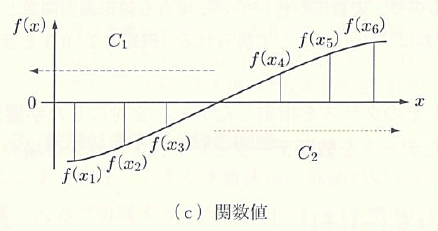 f(x)
C₁
f(x₆)
f(x₅)
f(x₄)
0
x
f(x₃)
f(x₂)
f(x₁)
C₂
(c) 関数値